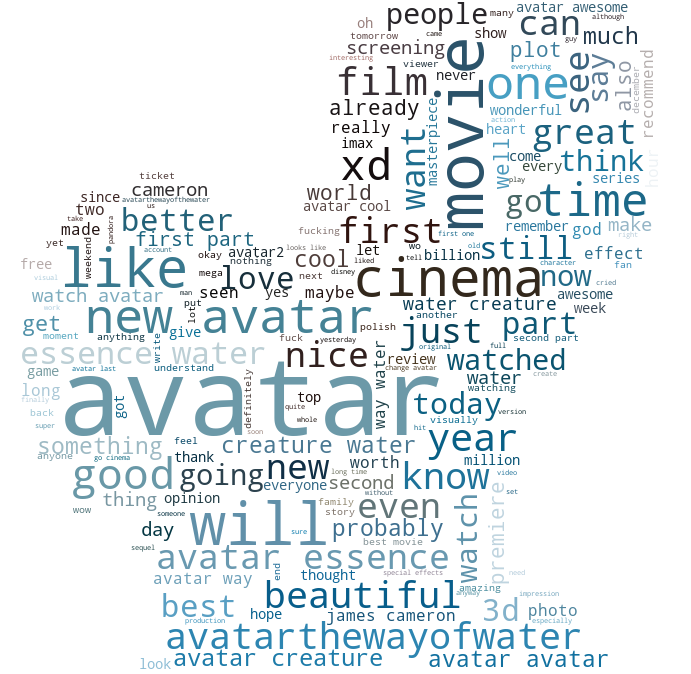 oh
people
many
avatar awesome
although
tomorrow
came
show
can
guy
much
interesting
screening
film
viewer
never
movie
plot
everything
one
see
say
also
december
recommend
already
really
imax
masterpiece
wonderful
action
heart
great
want
well
come
every
think
hour
xd
ticket
cameron
since
avatarthewayofthemater
us
take
two
made
yet
weekend
pandora
better
first part
account
world
avatar cool
fucking
first
first one
play
series
go
time
remember
god
make
right
wo
old
tell
billion
still
effect
fan
character
cried
looks like
let
okay
avatar2
nothing
cool
disney
like
free
visual
work
mega
man
love
next
seen
yes
maybe
cinema
now
awesome
week
watch avatar
put
lot
new avatar
water creature
another
get
moment
anything
give
write
polish
just
part
second part
original
full
essence water
fuck
yesterday
nice
review
change avatar
watched
water
watching
create
game
avatar last
understand
long
finally
back
super
got
avatar
definitely
top
quite
whole
way water
today
version
visually
hit
year
anyone
something
go cinema
wow
feel
thank
soon
creature water
worth
million
good
going
new
long time
second
know
video
set
thing
opinion
someone
everyone
family
story
without
even
day
sequel
will
sure
probably
best movie
watch
premiere
need
avatar essence
end
special effects
avatar way
thought
amazing
anyway
impression
best
production
hope
beautiful
james cameron
3d
photo
especially
avatarthewayofwater
look
avatar creature
avatar avatar
liked